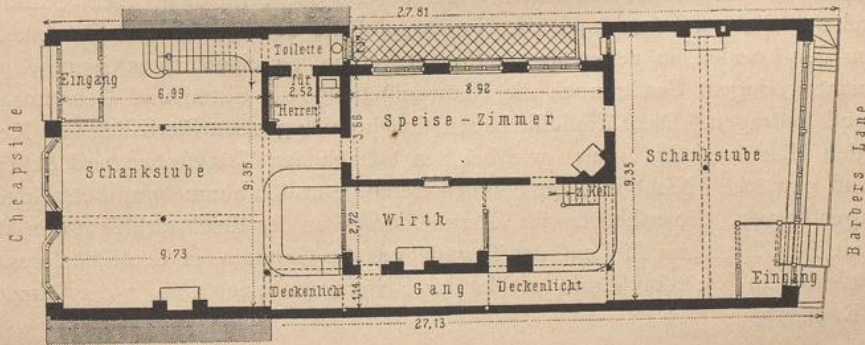 27.81
Toilette
für
2,52
Herren
Eingang
6.99
8.92
Speise-Zimmer
3.66
Schankstube
9,35
Schankstube
9,35
z. Kell.
Wirth
2,72
9.73
Deckenlicht
1,14
Gang
Deckenlicht
Eingang
27,13
Cheapside
Barbers Lane